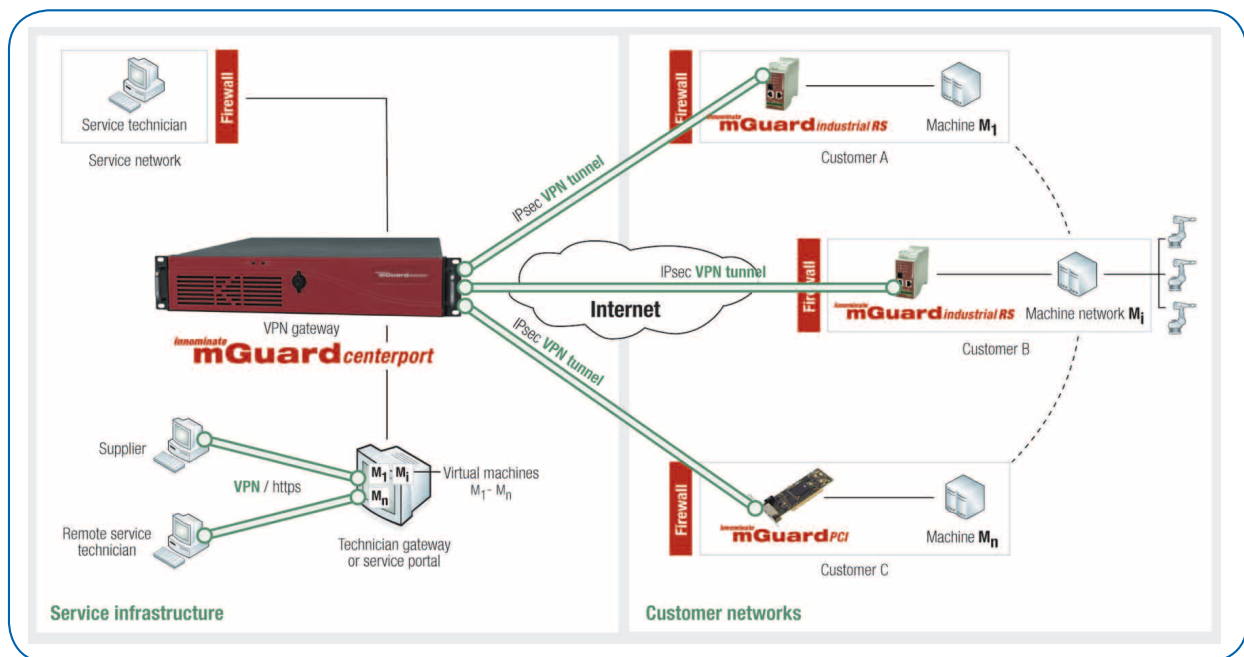 Service technician
Firewall
Service network
VPN gateway
innominate
mGuard centerport
Supplier
VPN / https
Remote service
technician
M1 Mi
Mn
Virtual machines
M1- Mn
Technician gateway
or service portal
Service infrastructure
IPsec VPN tunnel
IPsec VPN tunnel
IPsec VPN tunnel
Internet
Firewall
innominate
mGuard industrial RS
Machine M1
Customer A
Firewall
innominate
mGuard industrial RS
Machine network Mi
Customer B
Firewall
innominate
mGuard PCI
Machine Mn
Customer C
Customer networks